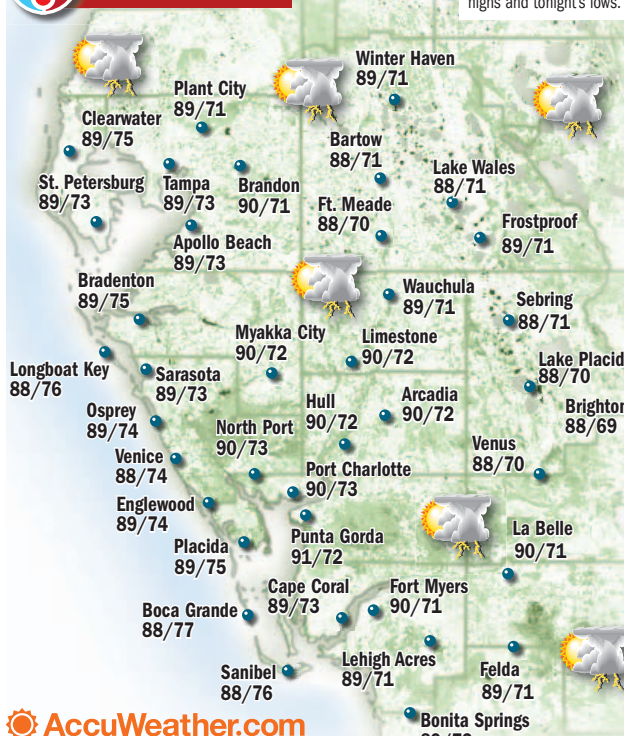 highs and tonight's lows.
Winter Haven
89/71
Plant City
89/71
Clearwater
89/75
Bartow
88/71
Lake Wales
88/71
St. Petersburg
89/73
Tampa
89/73
Brandon
90/71
Ft. Meade
88/70
Frostproof
89/71
Apollo Beach
89/73
Bradenton
89/75
Wauchula
89/71
Sebring
88/71
Myakka City
90/72
Limestone
90/72
Longboat Key
88/76
Sarasota
89/73
Lake Placid
88/70
Osprey
89/74
Hull
90/72
Arcadia
90/72
Brighton
88/69
North Port
90/73
Venice
88/74
Venus
88/70
Port Charlotte
90/73
Englewood
89/74
Punta Gorda
91/72
La Belle
90/71
Placida
89/75
Cape Coral
89/73
Fort Myers
90/71
Boca Grande
88/77
Lehigh Acres
89/71
Felda
89/71
Sanibel
88/76
AccuWeather.com
Bonita Springs